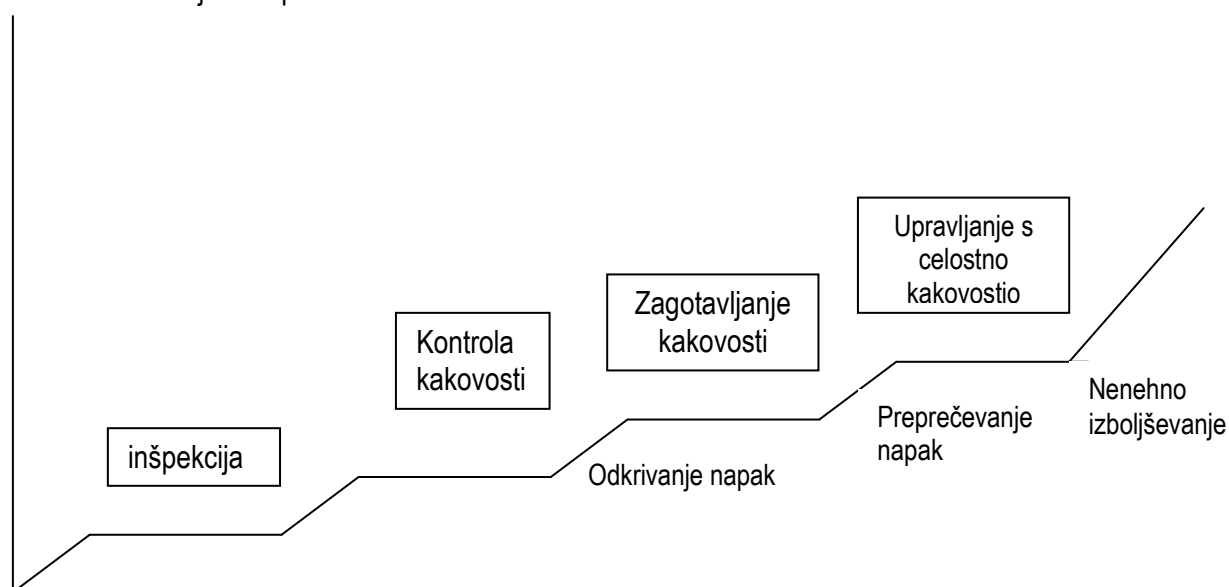 Upravljanje s
celostno
kakovostio
Zagotavljanje
kakovosti
Kontrola
kakovosti
Nenehno
izboljševanje
Preprečevanje
napak
inšpekcija
Odkrivanje napak